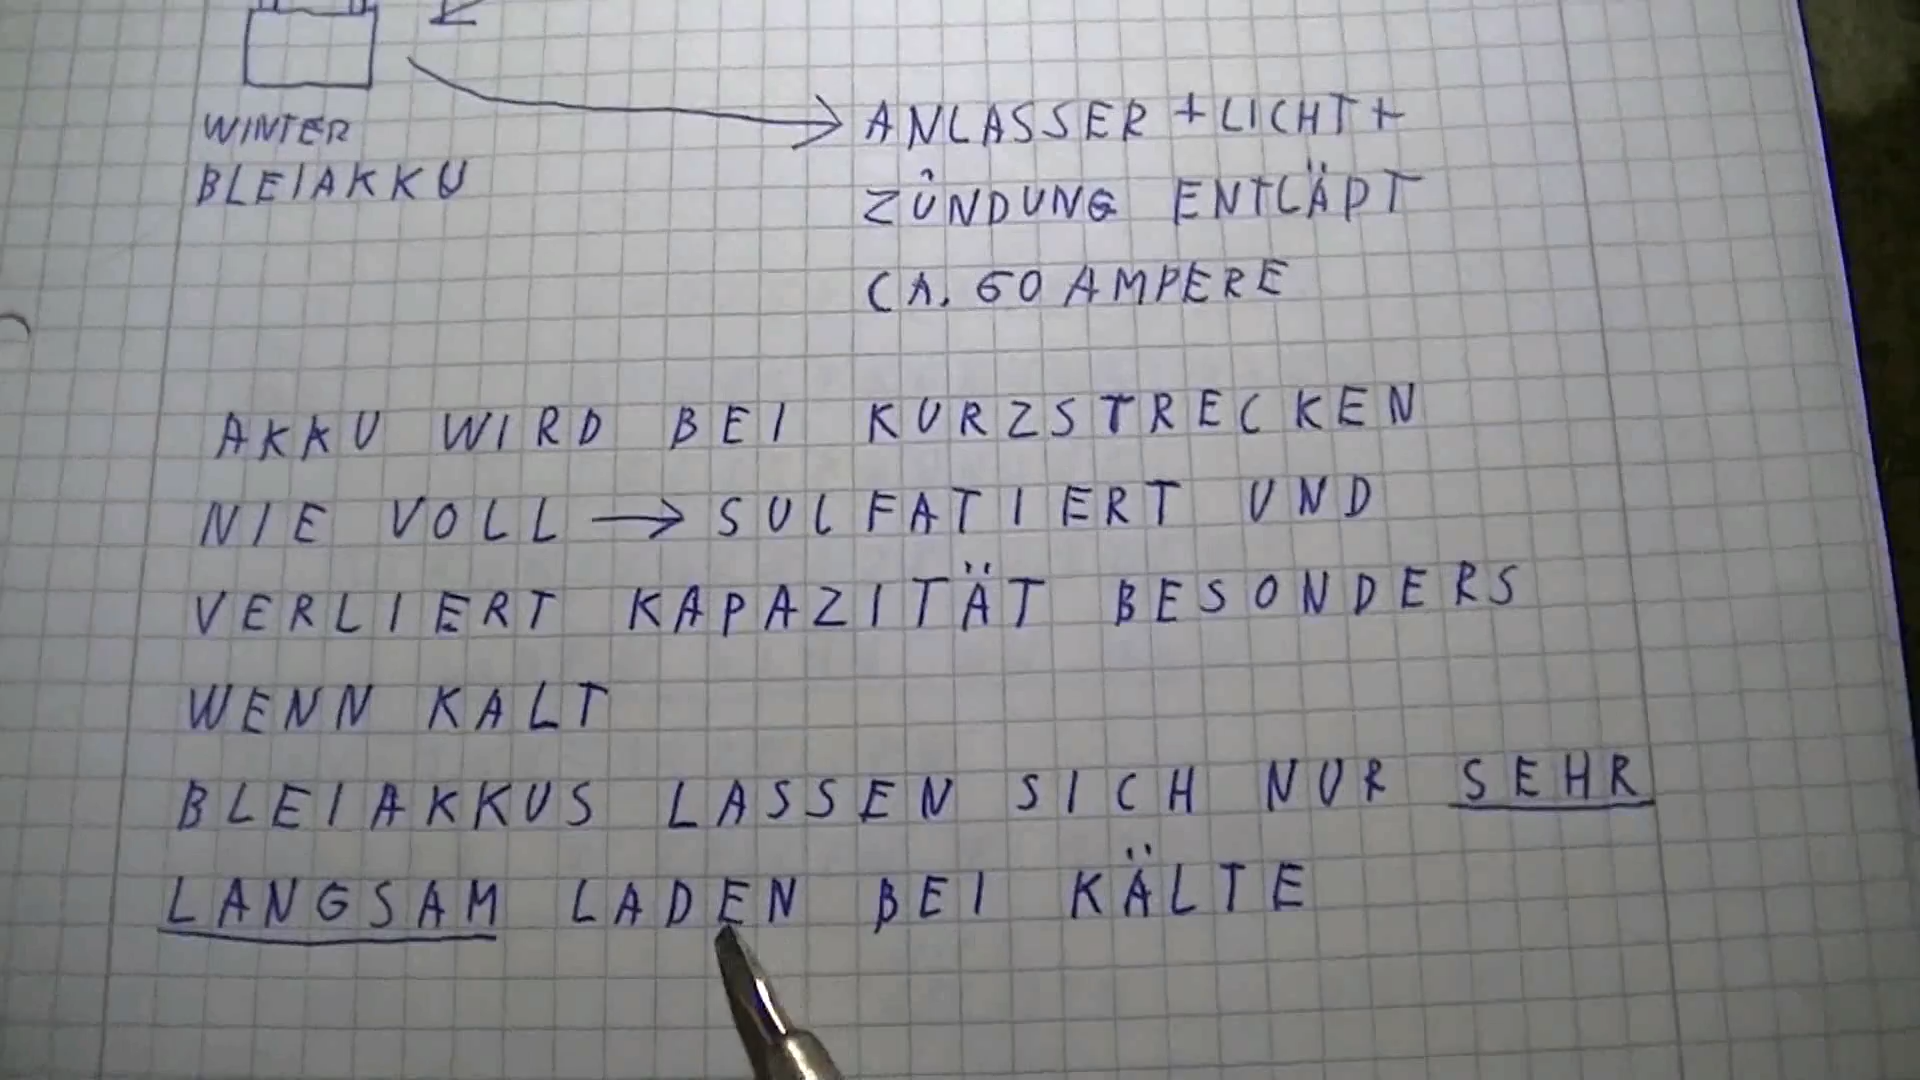 WINTER
BLEIAKKU
ANLASSER + LICHT +
ZÜNDUNG ENTLÄDT
CA. 60 AMPERE
AKKU WIRD BEI KURZSTRECKEN
NIE VOLL → SULFATIERT UND
VERLIERT KAPAZITÄT BESONDERS
WENN KALT
BLEIAKKUS LASSEN SICH NUR SEHR
LANGSAM LADEN BEI KÄLTE